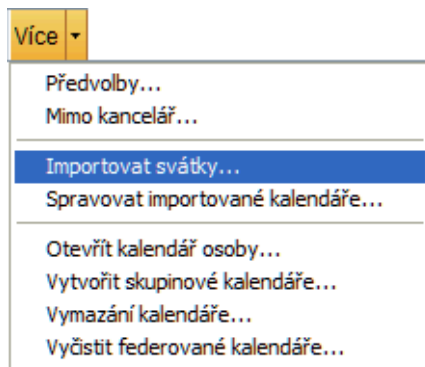 Více
Předvolby...
Mimo kancelář...
Importovat svátky...
Spravovat importované kalendáře...
Otevřít kalendář osoby...
Vytvořit skupinové kalendáře...
Vymazání kalendáře...
Vyčistit federované kalendáře...